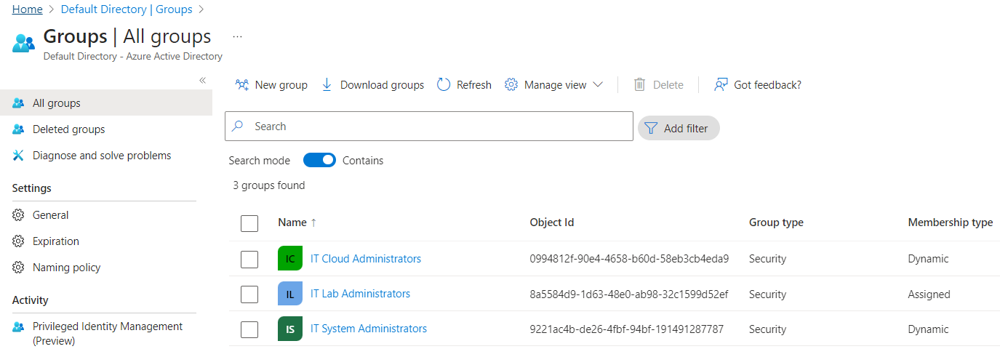 Home > Default Directory | Groups >
Groups | All groups ...
Default Directory - Azure Active Directory
«
All groups
Deleted groups
Diagnose and solve problems
Settings
General
Expiration
Naming policy
Activity
Privileged Identity Management
(Preview)
New group Download groups Refresh Manage view Delete Got feedback?
Search Add filter
Search mode Contains
3 groups found
Name ↑ Object Id Group type Membership type
IC IT Cloud Administrators 0994812f-90e4-4658-b60d-58eb3cb4eda9 Security Dynamic
IL IT Lab Administrators 8a5584d9-1d63-48e0-ab98-32c1599d52ef Security Assigned
IS IT System Administrators 9221ac4b-de26-4fbf-94bf-191491287787 Security Dynamic